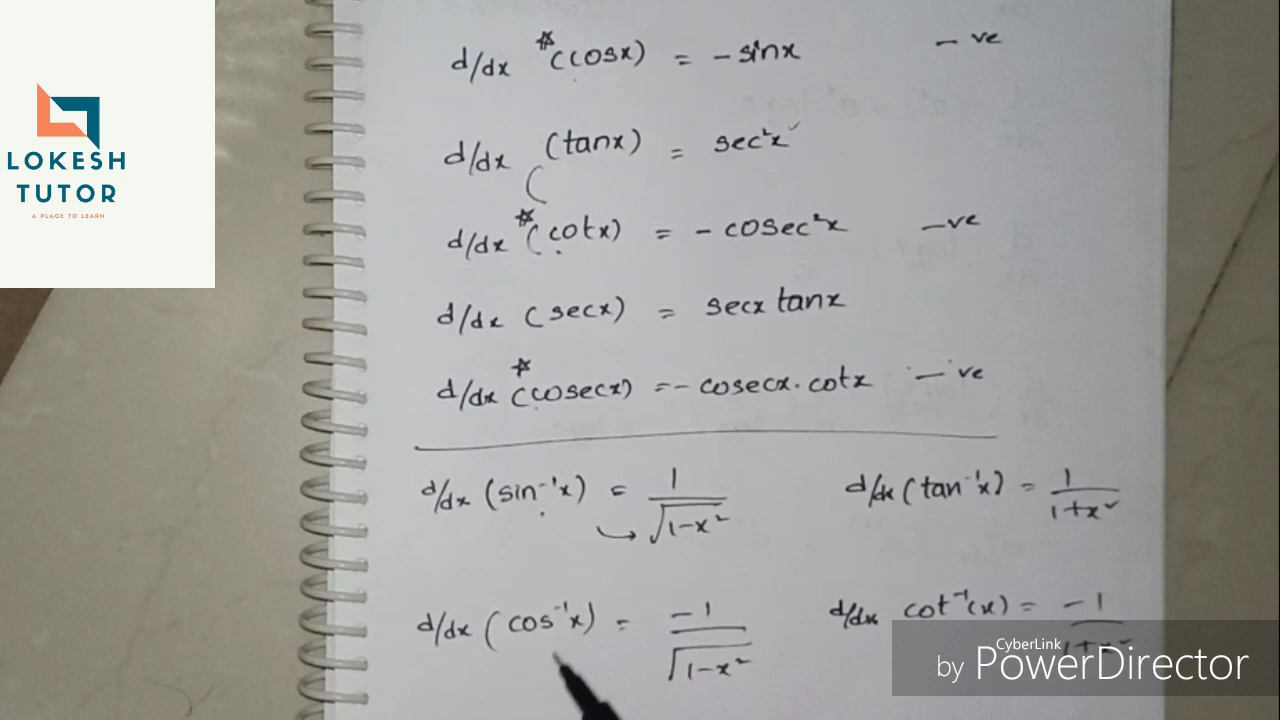 LOKESH
TUTOR
A PLACE TO LEARN
d/dx (cosx) = -sinx -ve
d/dx (tanx) = sec²x
d/dx (cotx) = -cosec²x -ve
d/dx (secx) = secx tanx
d/dx (cosecx) = -cosecx.cotx -ve
d/dx (sin⁻¹x) = 1/√1-x² d/dx (tan⁻¹x) = 1/1+x²
d/dx (cos⁻¹x) = -1/√1-x² d/dx cot⁻¹(x) = -1/1+x²
CyberLink
by PowerDirector